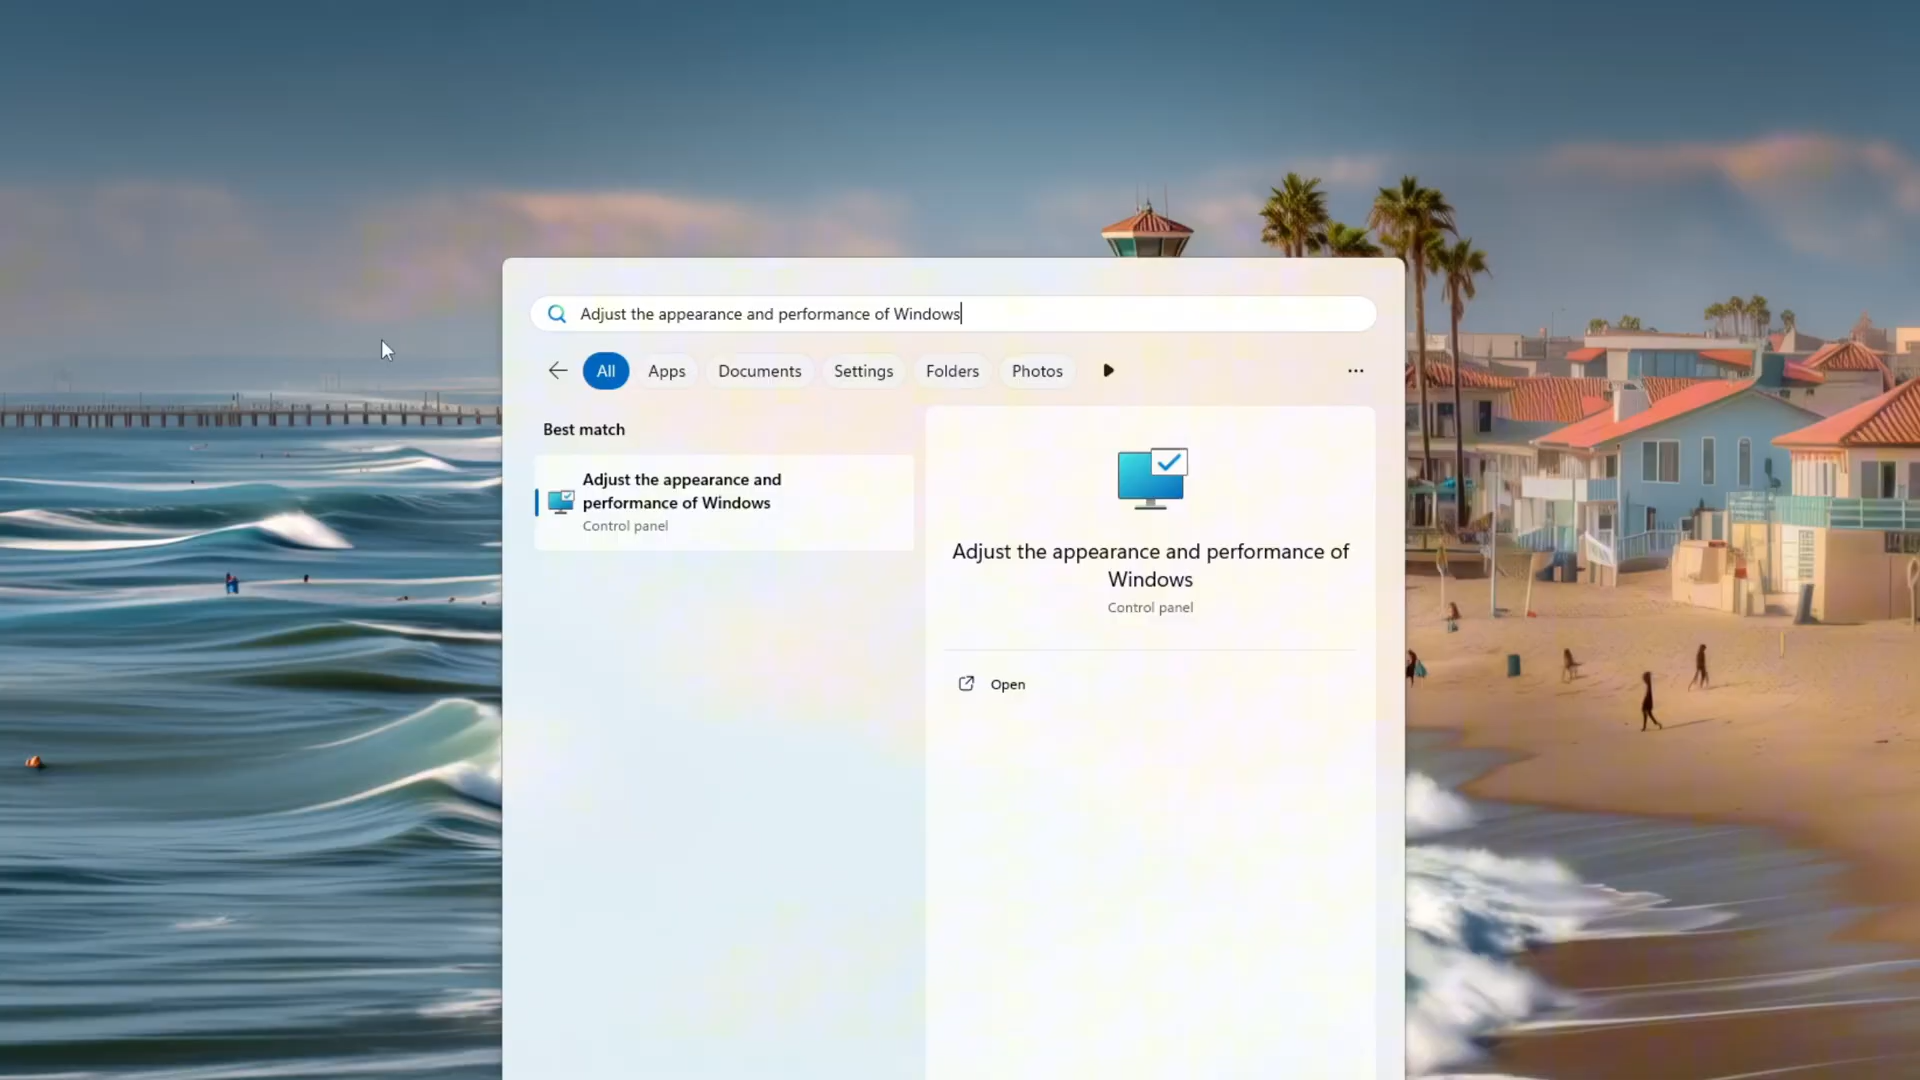 Adjust the appearance and performance of Windows
All
Apps
Documents
Settings
Folders
Photos
Best match
Adjust the appearance and
performance of Windows
Control panel
Adjust the appearance and performance of
Windows
Control panel
Open